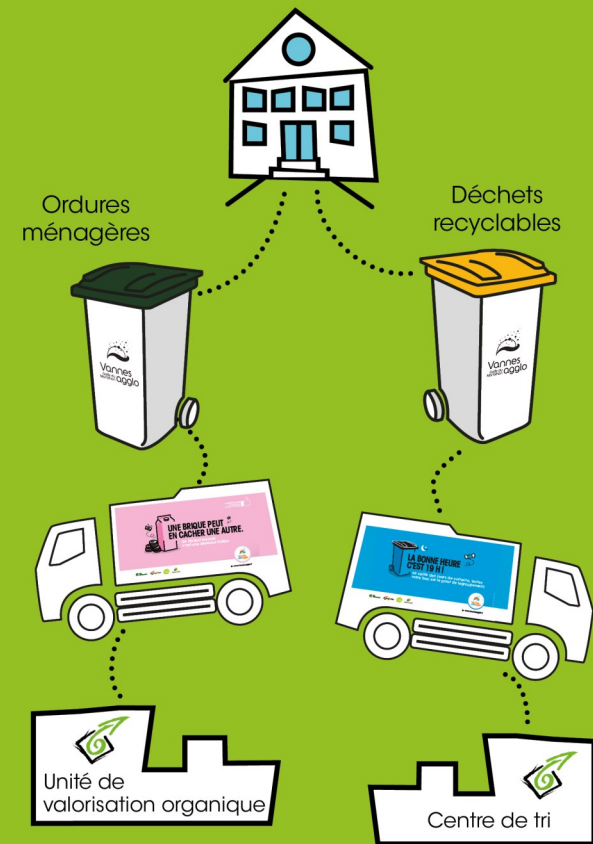 Ordures
ménagères
Déchets
recyclables
Vannes
agglo
Vannes
agglo
UNE BRIQUE PEUT
EN CACHER UNE AUTRE.
LA BONNE HEURE
C'EST 19 H !
Unité de
valorisation organique
Centre de tri